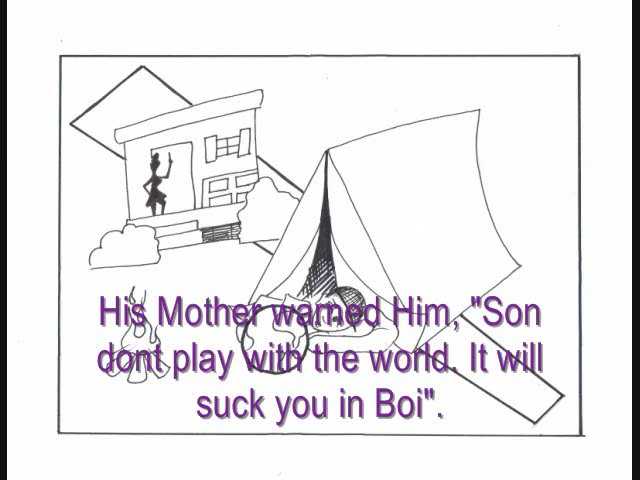 His Mother warned Him, "Son
dont play with the world. It will
suck you in Boi".